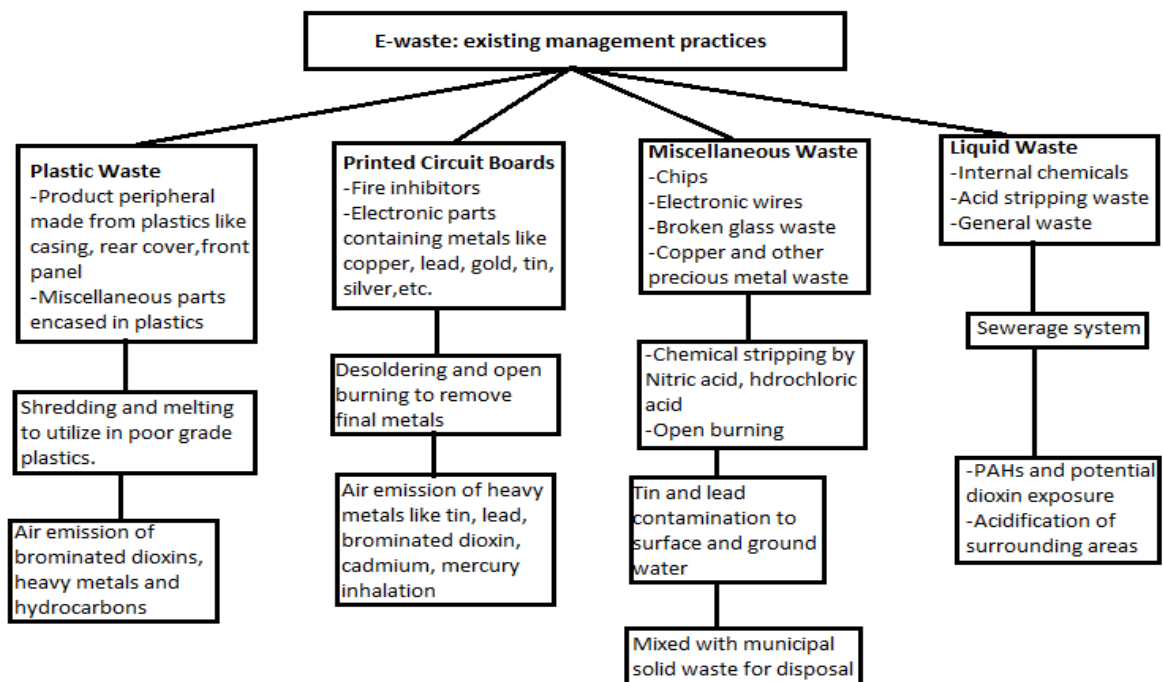 E-waste: existing management practices
Plastic Waste
-Product peripheral
made from plastics like
casing, rear cover,front
panel
-Miscellaneous parts
encased in plastics
Shredding and melting
to utilize in poor grade
plastics.
Air emission of
brominated dioxins,
heavy metals and
hydrocarbons
Printed Circuit Boards
-Fire inhibitors
-Electronic parts
containing metals like
copper, lead, gold, tin,
silver,etc.
Desoldering and open
burning to remove
final metals
Air emission of heavy
metals like tin, lead,
brominated dioxin,
cadmium, mercury
inhalation
Miscellaneous Waste
-Chips
-Electronic wires
-Broken glass waste
-Copper and other
precious metal waste
-Chemical stripping by
Nitric acid, hdrochloric
acid
-Open burning
Tin and lead
contamination to
surface and ground
water
Mixed with municipal
solid waste for disposal
Liquid Waste
-Internal chemicals
-Acid stripping waste
-General waste
Sewerage system
-PAHs and potential
dioxin exposure
-Acidification of
surrounding areas